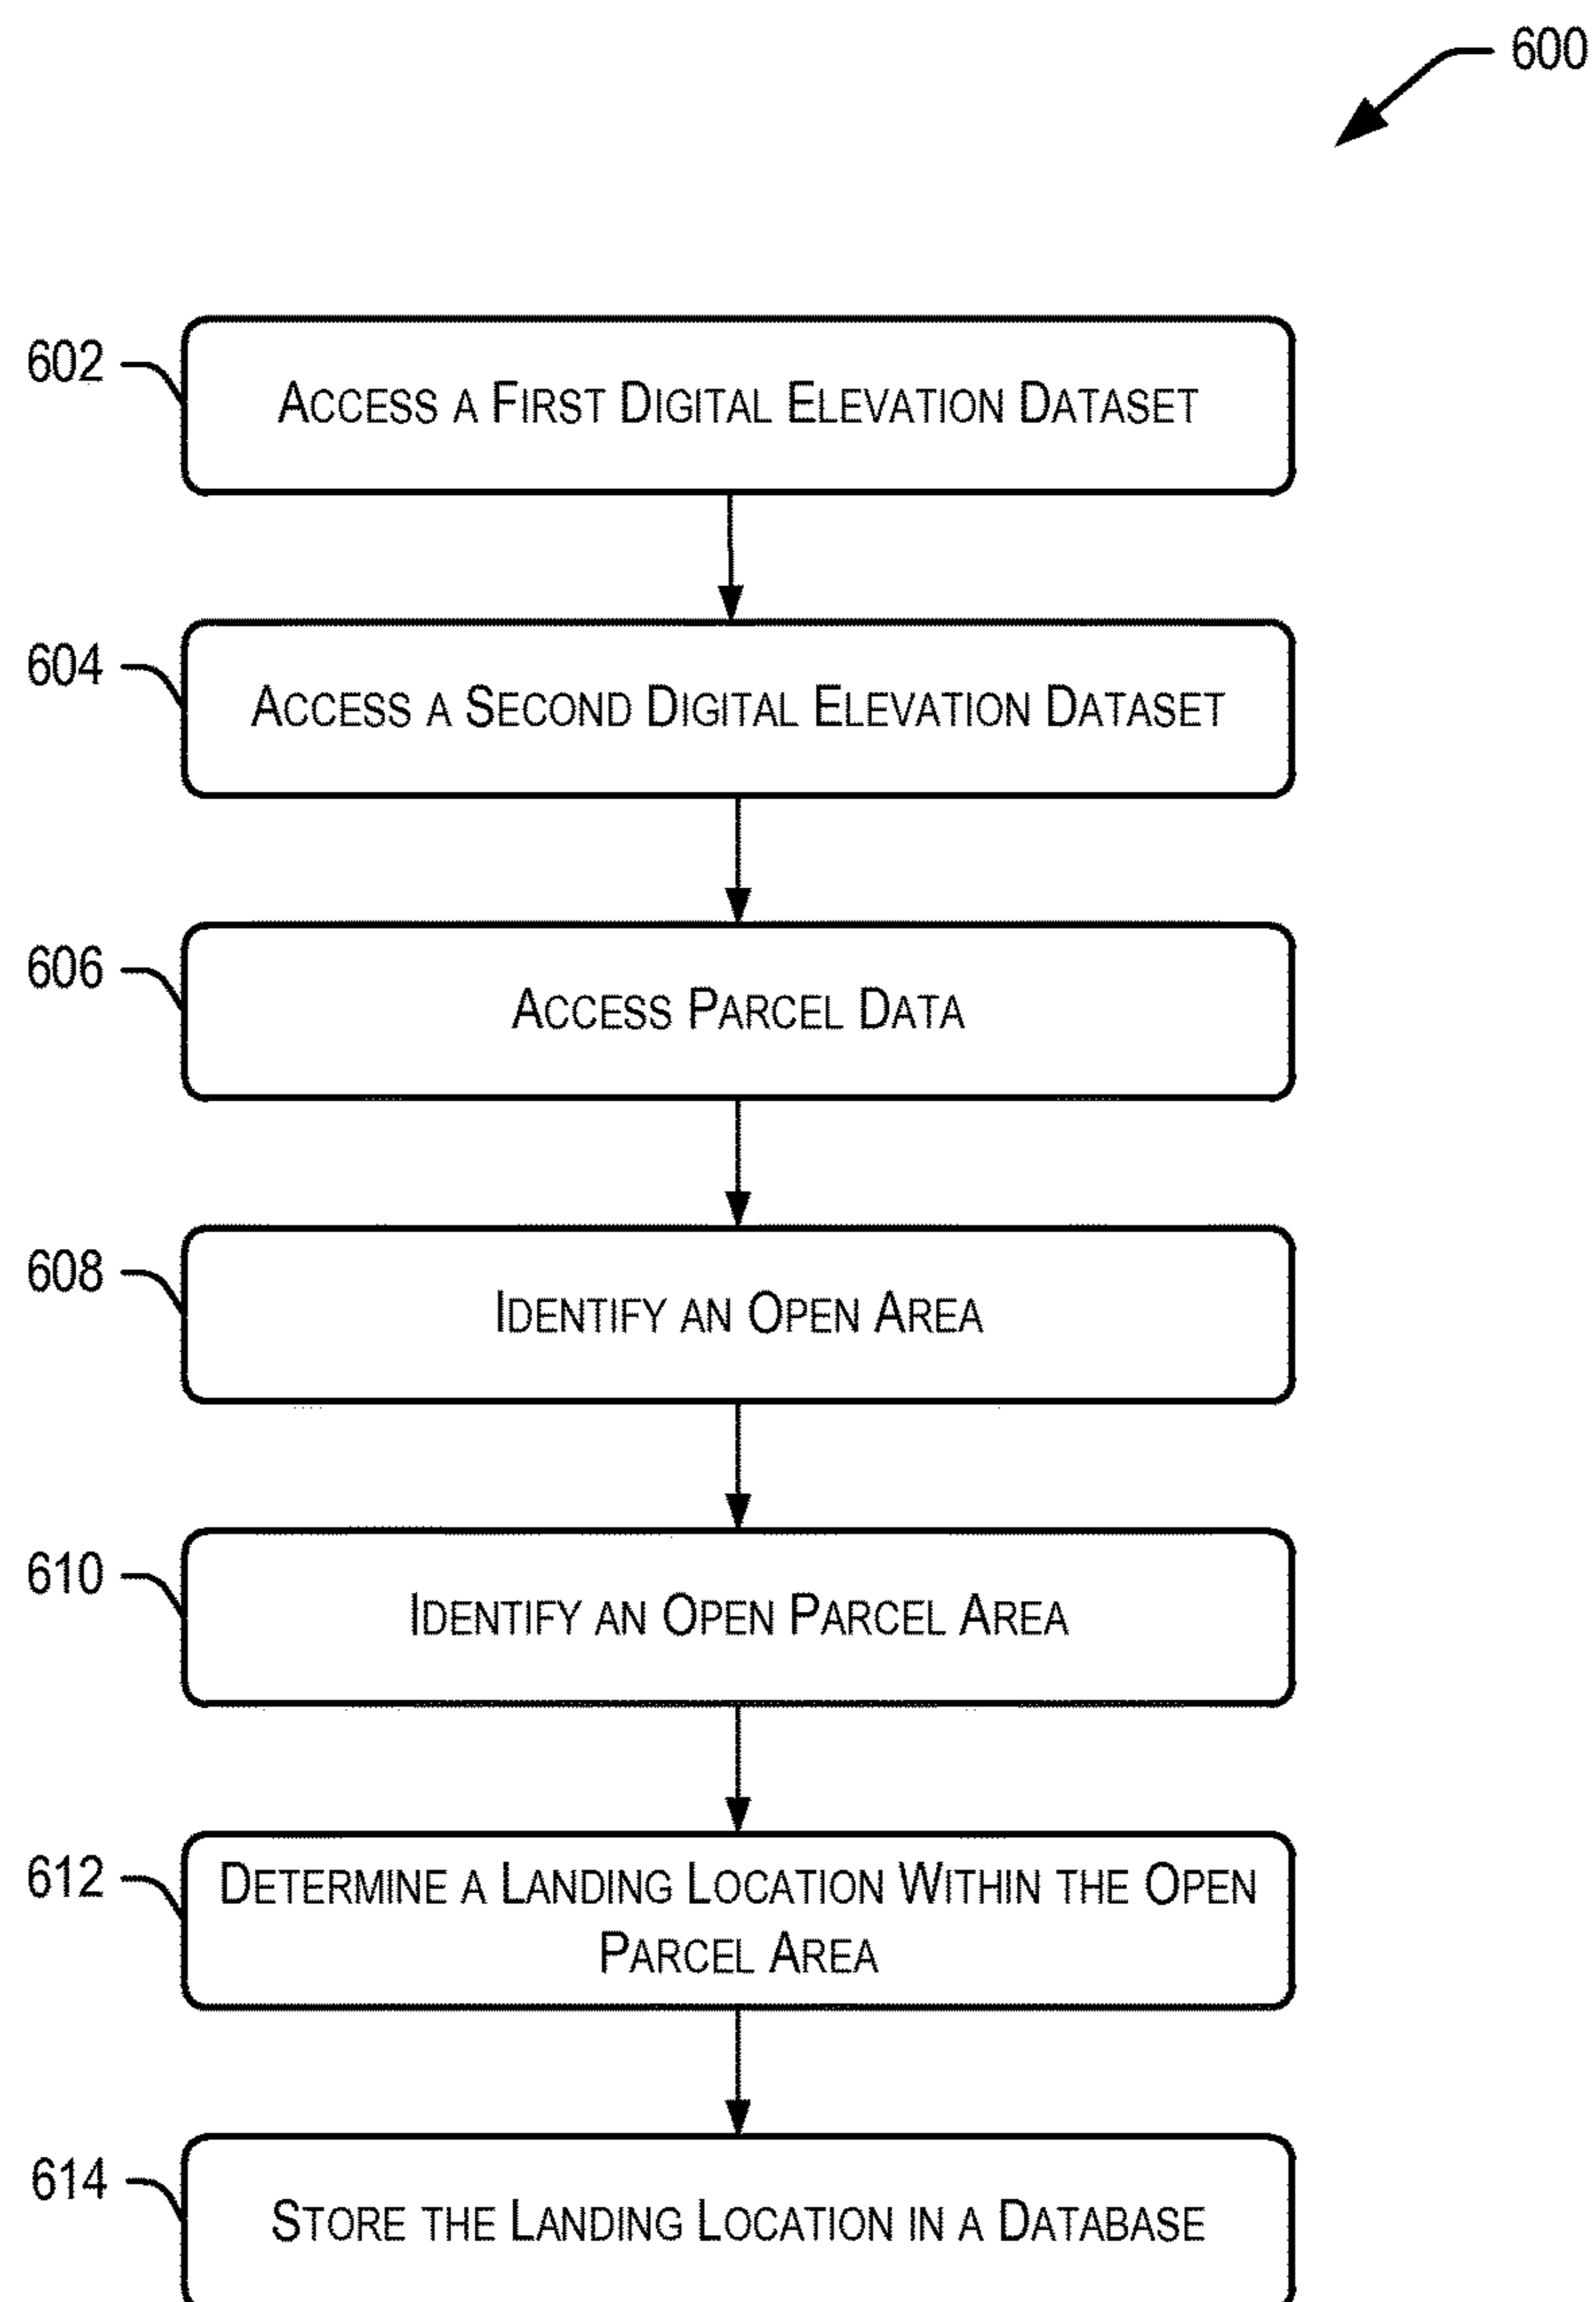 600
602
ACCESS A FIRST DIGITAL ELEVATION DATASET
604
ACCESS A SECOND DIGITAL ELEVATION DATASET
606
ACCESS PARCEL DATA
608
IDENTIFY AN OPEN AREA
610
IDENTIFY AN OPEN PARCEL AREA
612
DETERMINE A LANDING LOCATION WITHIN THE OPEN
PARCEL AREA
614
STORE THE LANDING LOCATION IN A DATABASE